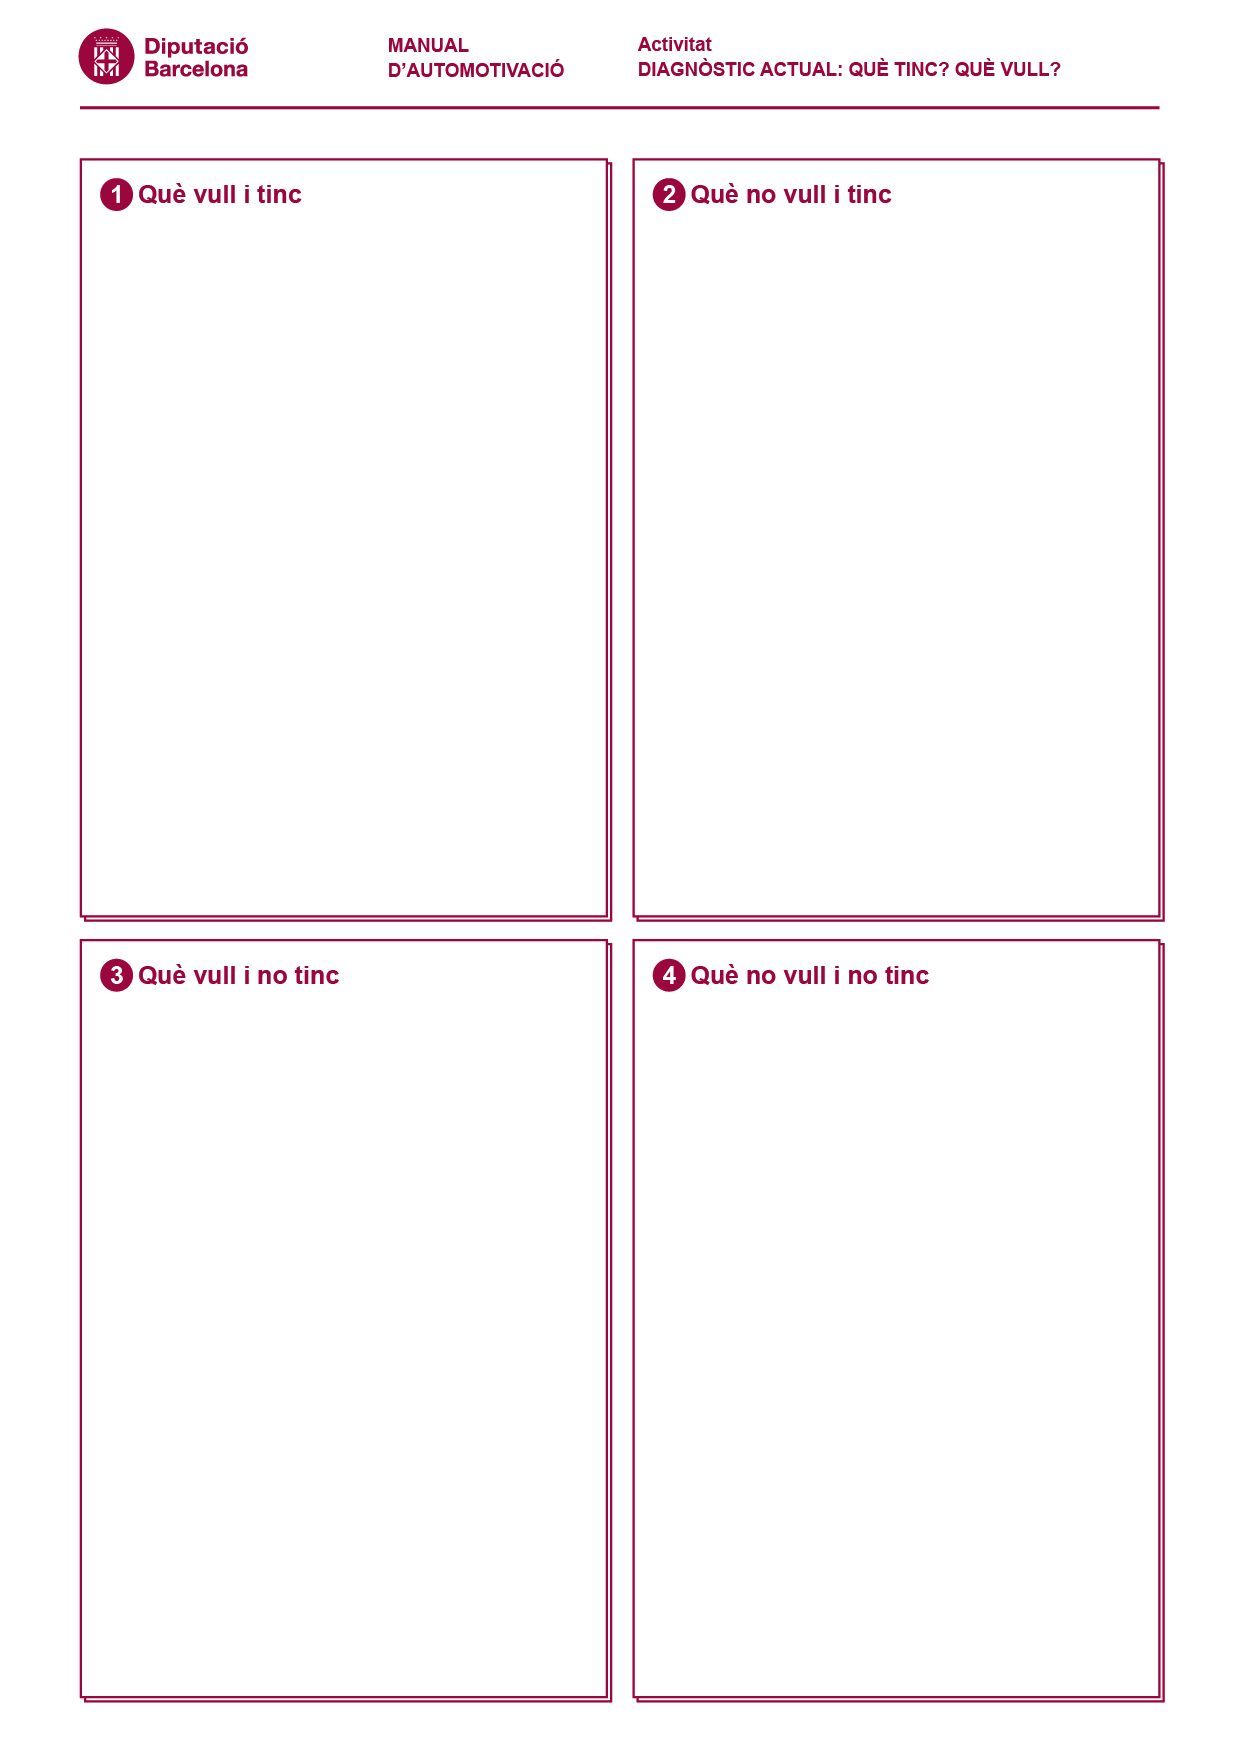 Diputació
Barcelona
MANUAL
D’AUTOMOTIVACIÓ
Activitat
DIAGNÒSTIC ACTUAL: QUÈ TINC? QUÈ VULL?
1 Què vull i tinc
2 Què no vull i tinc
3 Què vull i no tinc
4 Què no vull i no tinc